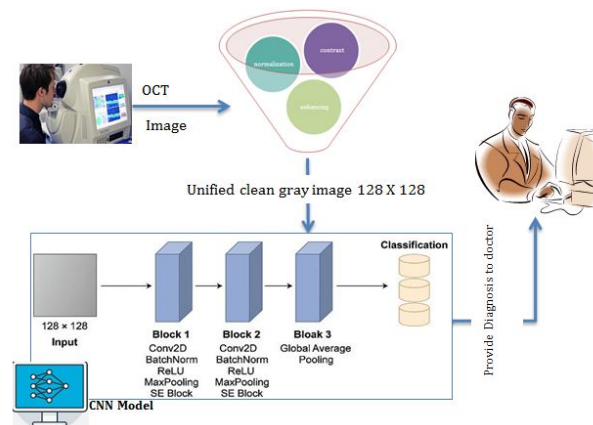 OCT
Image
normalization
contrast
enhancing
Unified clean gray image 128 X 128
Classification
128 × 128
Input
Block 1
Conv2D
BatchNorm
ReLU
MaxPooling
SE Block
Block 2
Conv2D
BatchNorm
ReLU
MaxPooling
SE Block
Bloak 3
Global Average
Pooling
CNN Model
Provide Diagnosis to doctor